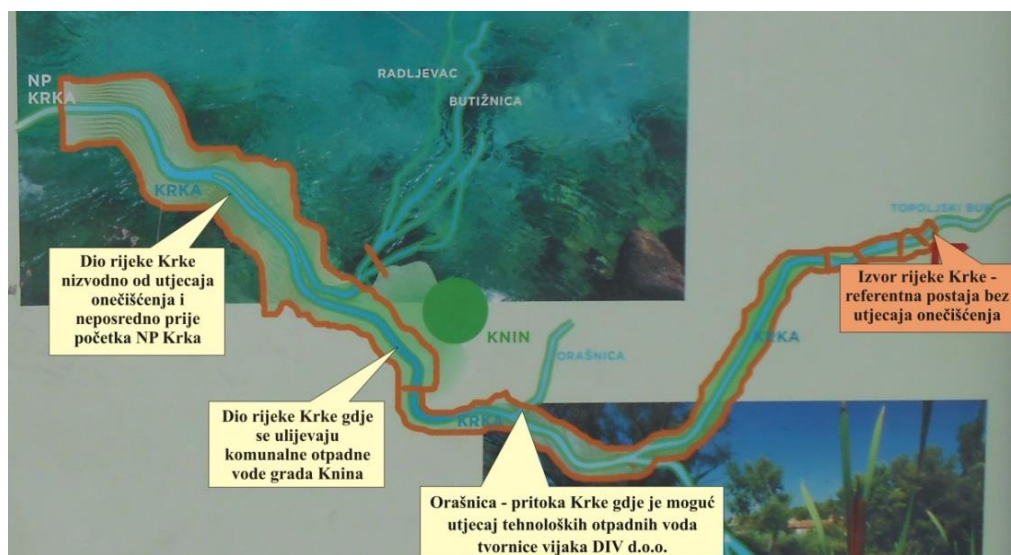 RADLJEVAC
BUTIŽNICA
NP
KRKA
KRKA
TOPOLJSKI BUK
Dio rijeke Krke
nizvodno od utjecaja
onečišćenja i
neposredno prije
početka NP Krka
Izvor rijeke Krke -
referentna postaja bez
utjecaja onečišćenja
KNIN
KRKA
ORAŠNICA
Dio rijeke Krke gdje
se ulijevaju
komunalne otpadne
vode grada Knina
KRKA
Orašnica - pritoka Krke gdje je moguć
utjecaj tehnoloških otpadnih voda
tvornice vijaka DIV d.o.o.